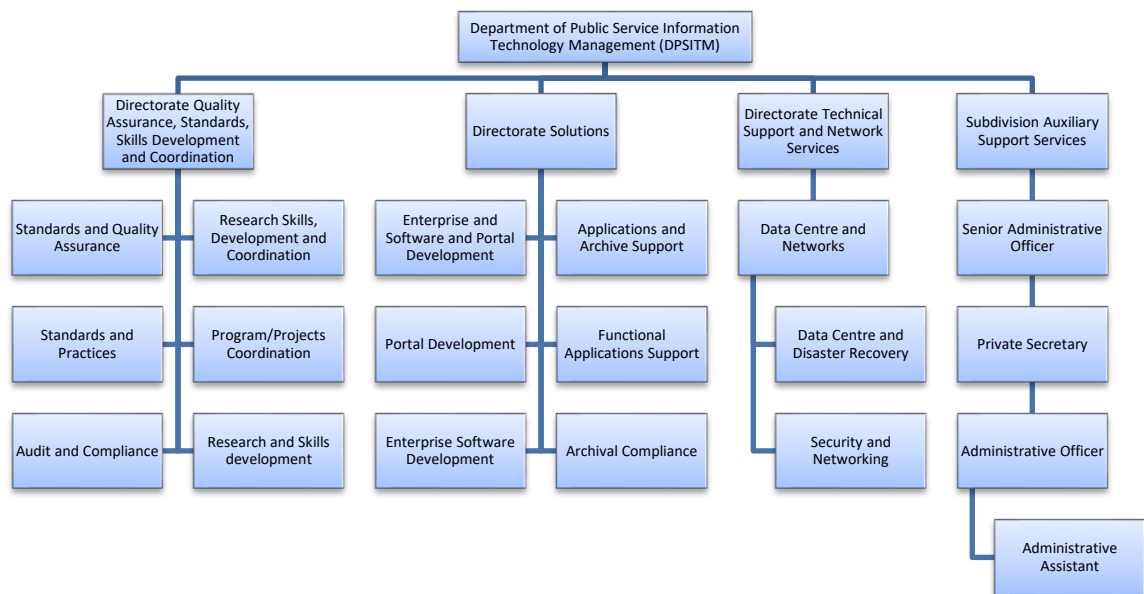 Department of Public Service Information
Technology Management (DPSITM)
Directorate Quality
Assurance, Standards,
Skills Development
and Coordination
Directorate Solutions
Directorate Technical
Support and Network
Services
Subdivision Auxiliary
Support Services
Standards and Quality
Assurance
Research Skills,
Development and
Coordination
Enterprise and
Software and Portal
Development
Applications and
Archive Support
Data Centre and
Networks
Senior Administrative
Officer
Standards and
Practices
Program/Projects
Coordination
Portal Development
Functional
Applications Support
Data Centre and
Disaster Recovery
Private Secretary
Audit and Compliance
Research and Skills
development
Enterprise Software
Development
Archival Compliance
Security and
Networking
Administrative Officer
Administrative
Assistant